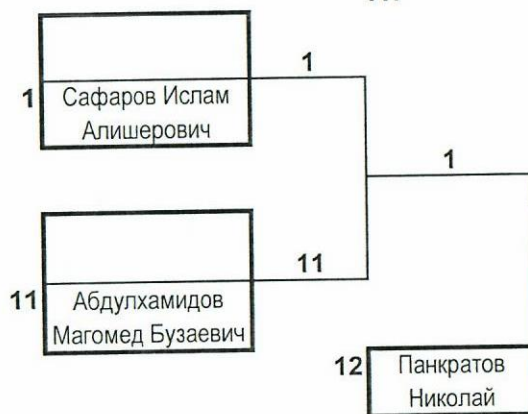 1
1 Сафаров Ислам
Алишерович
1
11
11 Абдулхамидов
Магомед Бузаевич
12 Панкратов
Николай